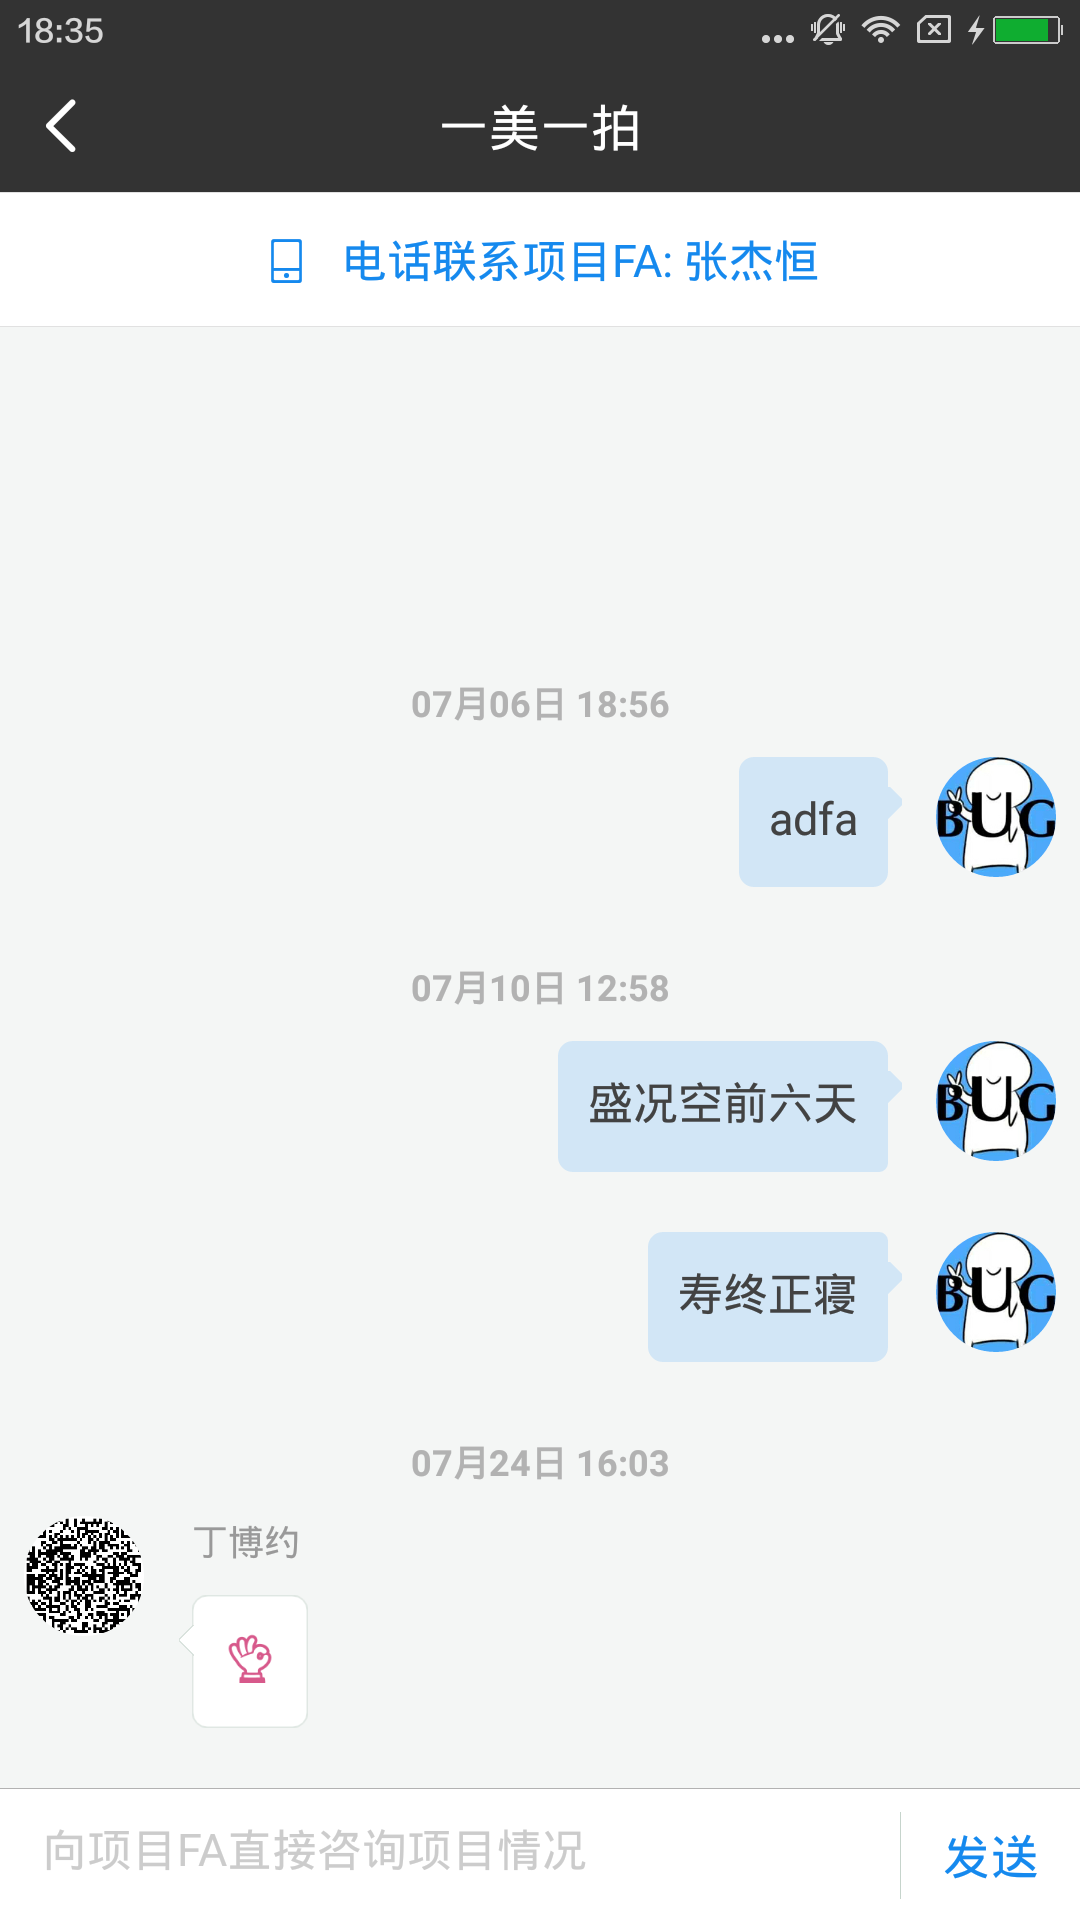 18:35
一美一拍
电话联系项目FA: 张杰恒
07月06日 18:56
adfa
BUG
07月10日 12:58
盛况空前六天
BUG
寿终正寝
BUG
07月24日 16:03
丁博约
向项目FA直接咨询项目情况
发送